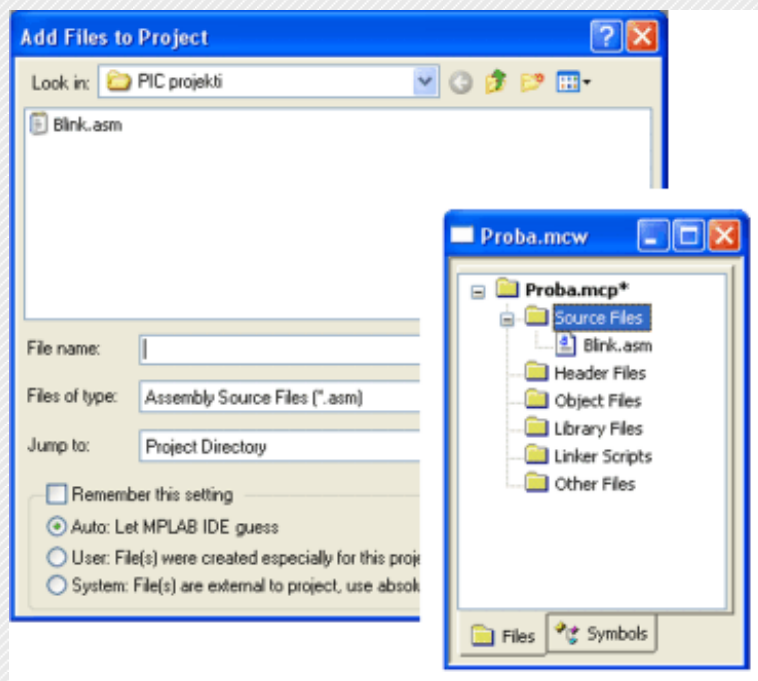 Add Files to Project
Look in: PIC projekti
Blink.asm
File name:
Files of type: Assembly Source Files (*.asm)
Jump to: Project Directory
Remember this setting
Auto: Let MPLAB IDE guess
User: File(s) were created especially for this
System: File(s) are external to project, use
Proba.mcw
Proba.mcp*
Source Files
Blink.asm
Header Files
Object Files
Library Files
Linker Scripts
Other Files
Files Symbols